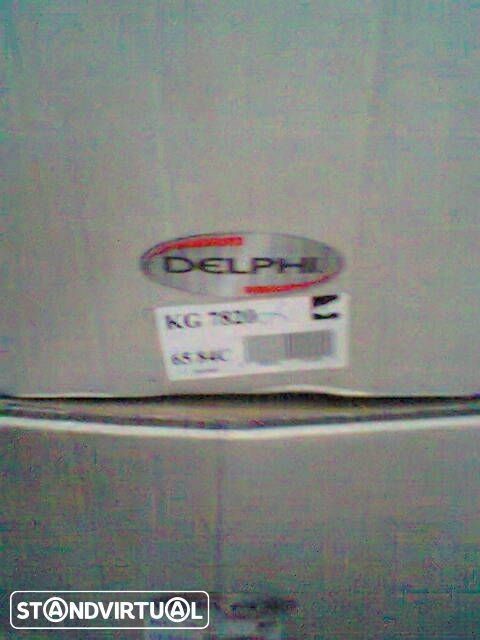 DELPHI
KG 7820
65 84C
STANDVIRTUAL